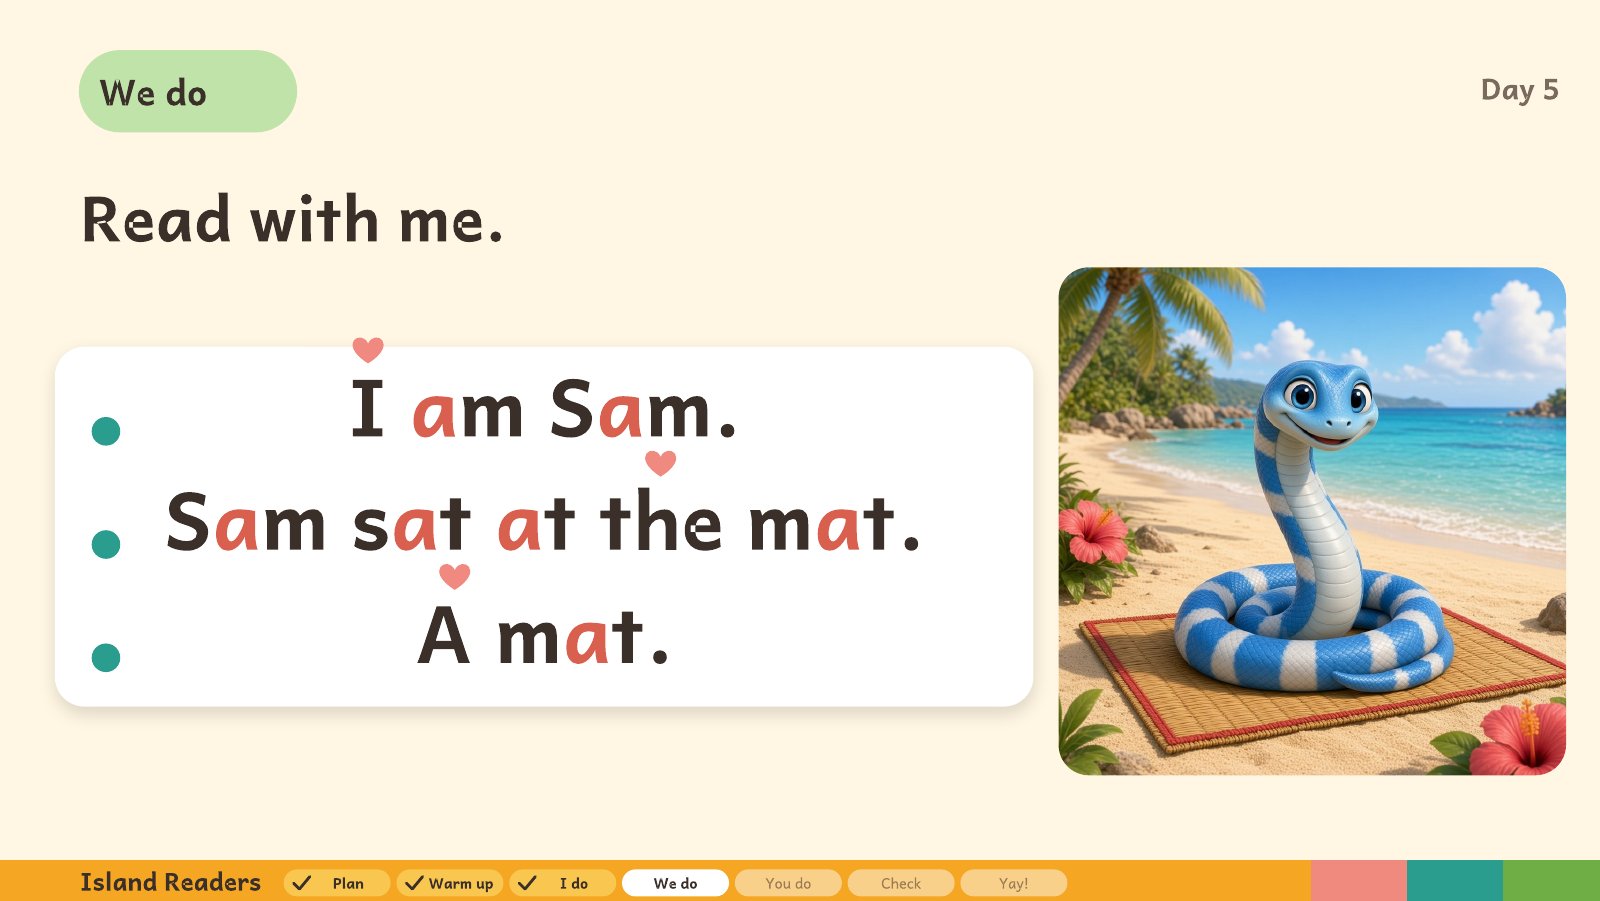 We do
Day 5
Read with me.
I am Sam.
Sam sat at the mat.
A mat.
Island Readers
Plan
Warm up
I do
We do
You do
Check
Yay!